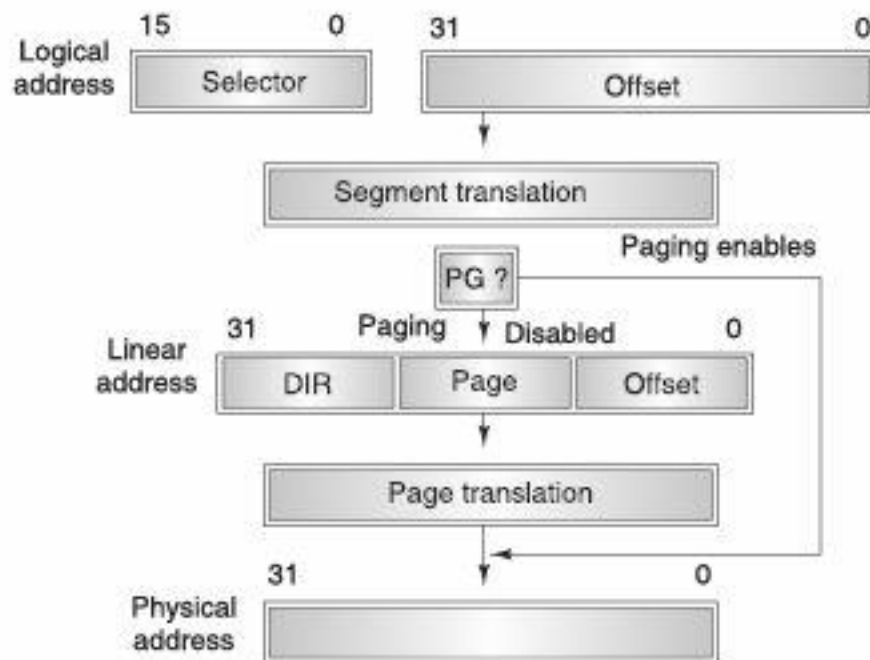 15 0 31 0
Logical address
Selector
Offset
Segment translation
Paging enables
PG ?
31 Paging Disabled 0
Linear address
DIR Page Offset
Page translation
31 0
Physical address